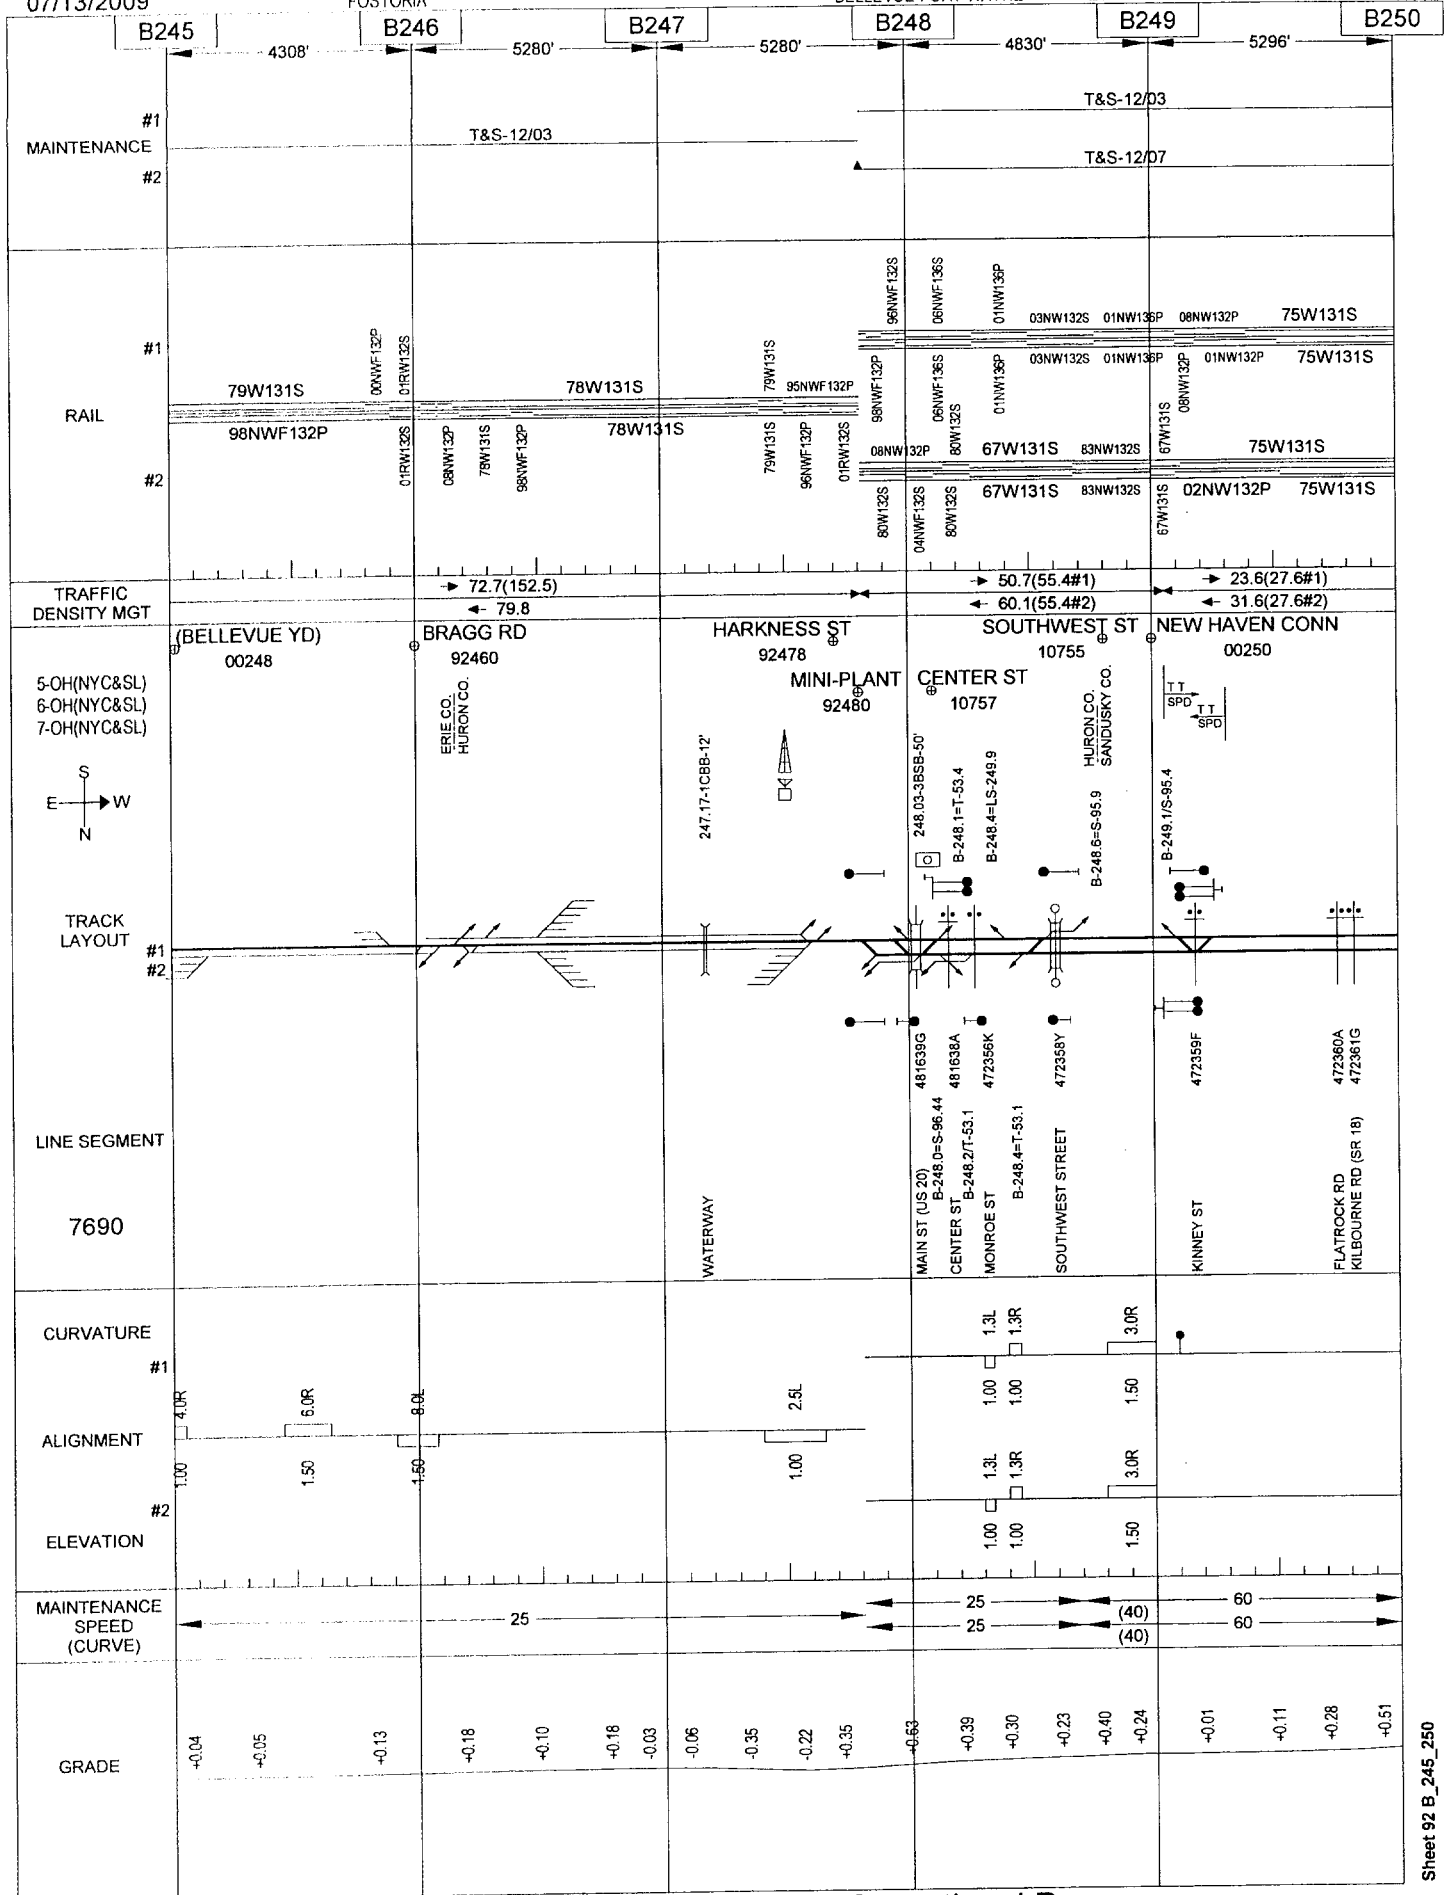 07/13/2009
FOSTORIA
B245 B246 B247 B248 B249 B250
4308' 5280' 5280' 4830' 5296'
MAINTENANCE
#1
#2
T&S-12/03
T&S-12/03
T&S-12/07
RAIL
#1
#2
96NWF132S 06NWF136S 01NW136P
03NW132S 01NW136P 08NW132P 75W131S
03NW132S 01NW136P 01NW132P 75W131S
00NWF132P 01RW132S 79W131S
79W131S 78W131S 95NWF132P
98NWF132P 78W131S
98NWF132P 06NWF136S 80W132S 01NW136P 67W131S 08NW132P
01RW132S 08NW132P 78W131S 98NWF132P 79W131S 96NWF132P 01RW132S
08NW132P 67W131S 83NW132S 75W131S
67W131S 83NW132S 02NW132P 75W131S
80W132S 04NWF132S 80W132S 67W131S
TRAFFIC
DENSITY MGT
72.7(152.5) 50.7(55.4#1) 23.6(27.6#1)
79.8 60.1(55.4#2) 31.6(27.6#2)
(BELLEVUE YD) BRAGG RD HARKNESS ST SOUTHWEST ST NEW HAVEN CONN
00248 92460 92478 10755 00250
MINI-PLANT CENTER ST
92480 10757
5-OH(NYC&SL)
6-OH(NYC&SL)
7-OH(NYC&SL)
ERIE CO.
HURON CO.
HURON CO.
SANDUSKY CO.
T T
SPD
T T
SPD
S
E W
N
247.17-1CBB-12'
248.03-3BSB-50'
B-248.1=T-53.4
B-248.4=LS-249.9
B-248.6=S-95.9
B-249.1/S-95.4
TRACK
LAYOUT
#1
#2
481639G 481638A 472356K 472358Y 472359F 472360A 472361G
LINE SEGMENT
7690
WATERWAY
MAIN ST (US 20)
B-248.0=S-96.44
CENTER ST
B-248.2/T-53.1
MONROE ST
B-248.4=T-53.1
SOUTHWEST STREET
KINNEY ST
FLATROCK RD
KILBOURNE RD (SR 18)
CURVATURE
#1
1.3L 1.3R 3.0R
1.00 1.00 1.50
ALIGNMENT
4.0R 6.0R 8.0L 2.5L
1.00 1.50 1.50 1.00
#2
1.3L 1.3R 3.0R
1.00 1.00 1.50
ELEVATION
MAINTENANCE
SPEED
(CURVE)
25 25 (40) 60
25 (40) 60
GRADE
+0.04 +0.05 +0.13 +0.18 +0.10 +0.18 -0.03 -0.06 -0.35 -0.22 +0.35 +0.63 +0.39 +0.30 +0.23 +0.40 +0.24 +0.01 +0.11 +0.28 +0.51
Sheet 92 B_245_250